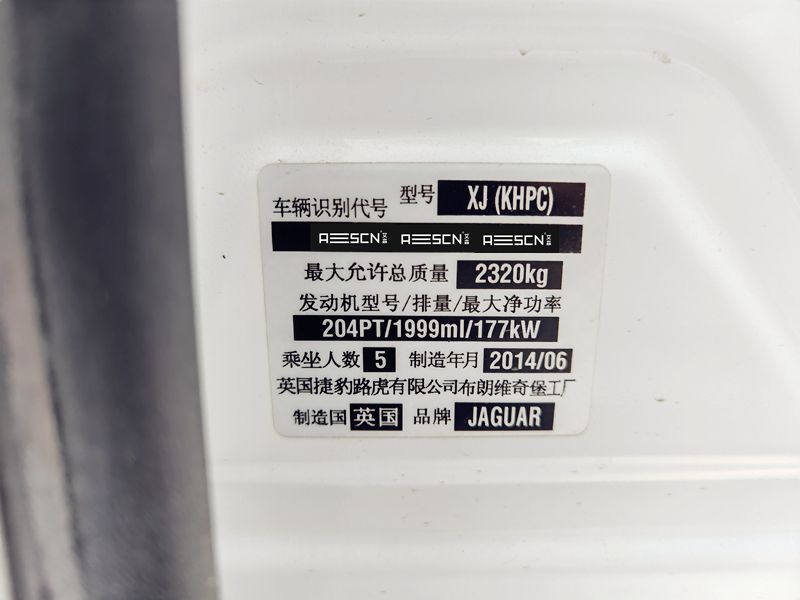 型号 XJ (KHPC)
车辆识别代号
AESCN AESCN AESCN
最大允许总质量 2320kg
发动机型号/排量/最大净功率
204PT/1999ml/177kW
乘坐人数 5 制造年月 2014/06
英国捷豹路虎有限公司布朗维奇堡工厂
制造国 英国 品牌 JAGUAR